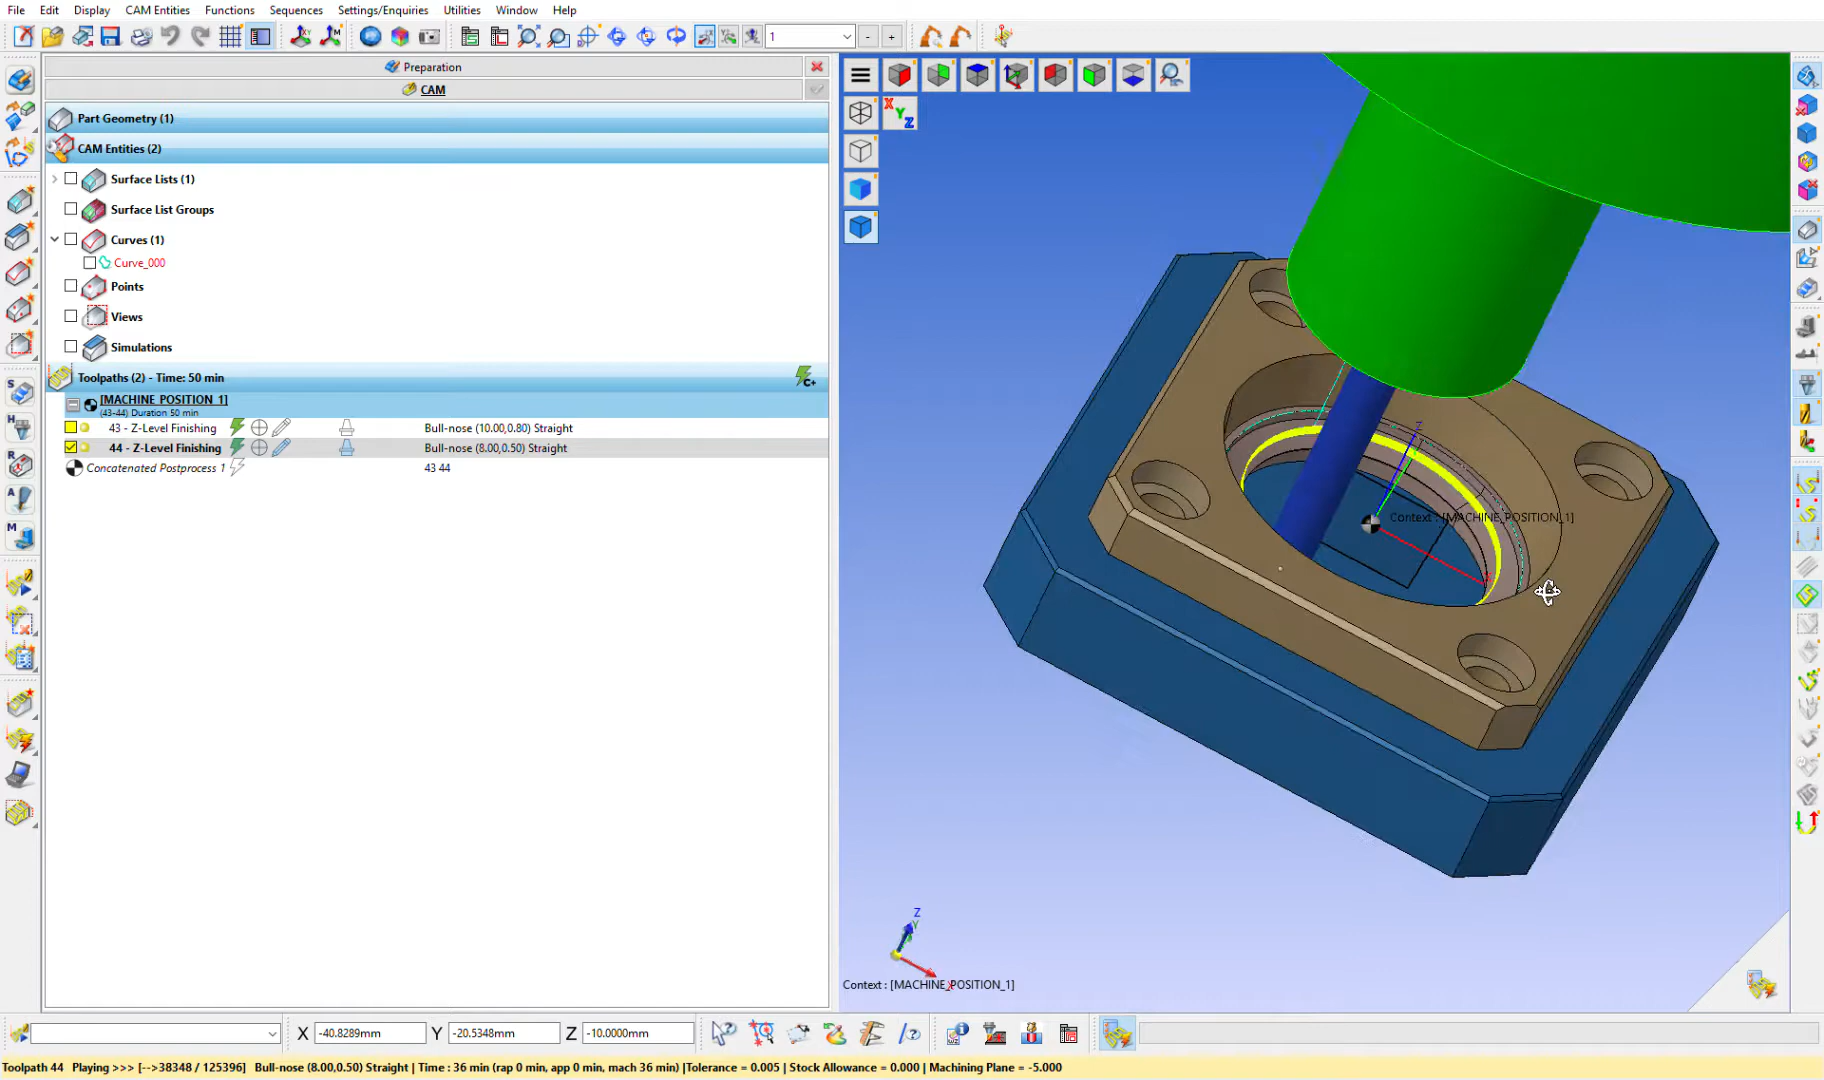 File Edit Display CAM Entities Functions Sequences Settings/Enquiries Utilities Window Help
1 - +
Preparation
CAM
Part Geometry (1)
CAM Entities (2)
Surface Lists (1)
Surface List Groups
Curves (1)
Curve_000
Points
Views
Simulations
Toolpaths (2) - Time: 50 min
[MACHINE_POSITION_1]
(43-44) Duration 50 min
43 - Z-Level Finishing Bull-nose (10.00,0.80) Straight
44 - Z-Level Finishing Bull-nose (8.00,0.50) Straight
Concatenated Postprocess 1 43 44
X
Y
Z
Z
Context : [MACHINE_POSITION_1]
Z
Y
X
Context : [MACHINE_POSITION_1]
X -40.8289mm Y -20.5348mm Z -10.0000mm
Toolpath 44 Playing >>> [-->38348 / 125396] Bull-nose (8.00,0.50) Straight | Time : 36 min (rap 0 min, app 0 min, mach 36 min) |Tolerance = 0.005 | Stock Allowance = 0.000 | Machining Plane = -5.000